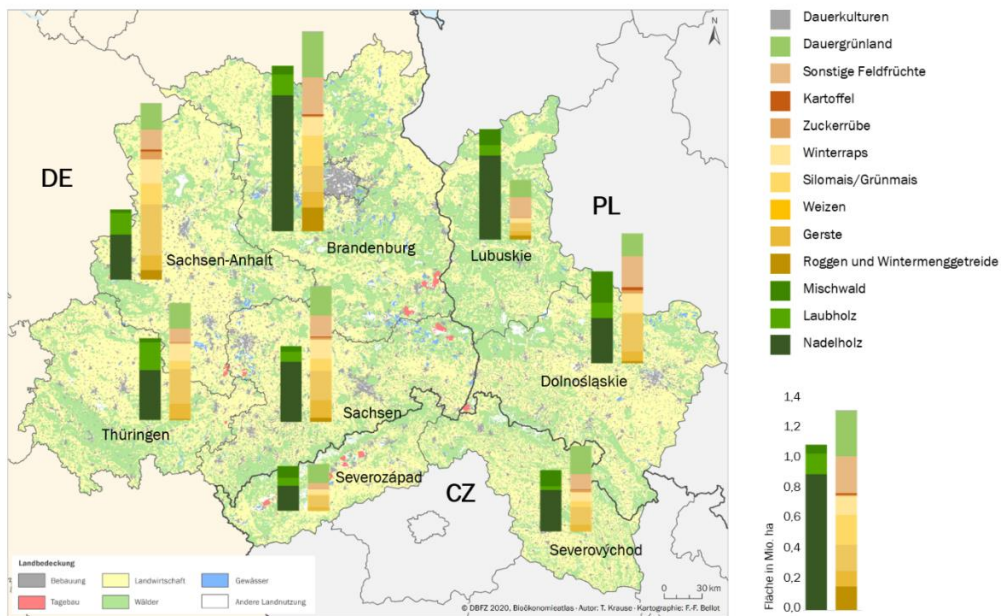 N
DE
PL
CZ
Sachsen-Anhalt
Brandenburg
Lubuskie
Thüringen
Sachsen
Dolnośląskie
Severozápad
Severovýchod
Landbedeckung
Bebauung
Landwirtschaft
Gewässer
Tagebau
Wälder
Andere Landnutzung
0 30 km
© DBFZ 2020, Bioökonomieatlas - Autor: T. Krause - Kartographie: F.-F. Bellot
Dauerkulturen
Dauergrünland
Sonstige Feldfrüchte
Kartoffel
Zuckerrübe
Winterraps
Silomais/Grünmais
Weizen
Gerste
Roggen und Wintermenggetreide
Mischwald
Laubholz
Nadelholz
Fläche in Mio. ha
1,4
1,2
1,0
0,8
0,6
0,4
0,2
0,0